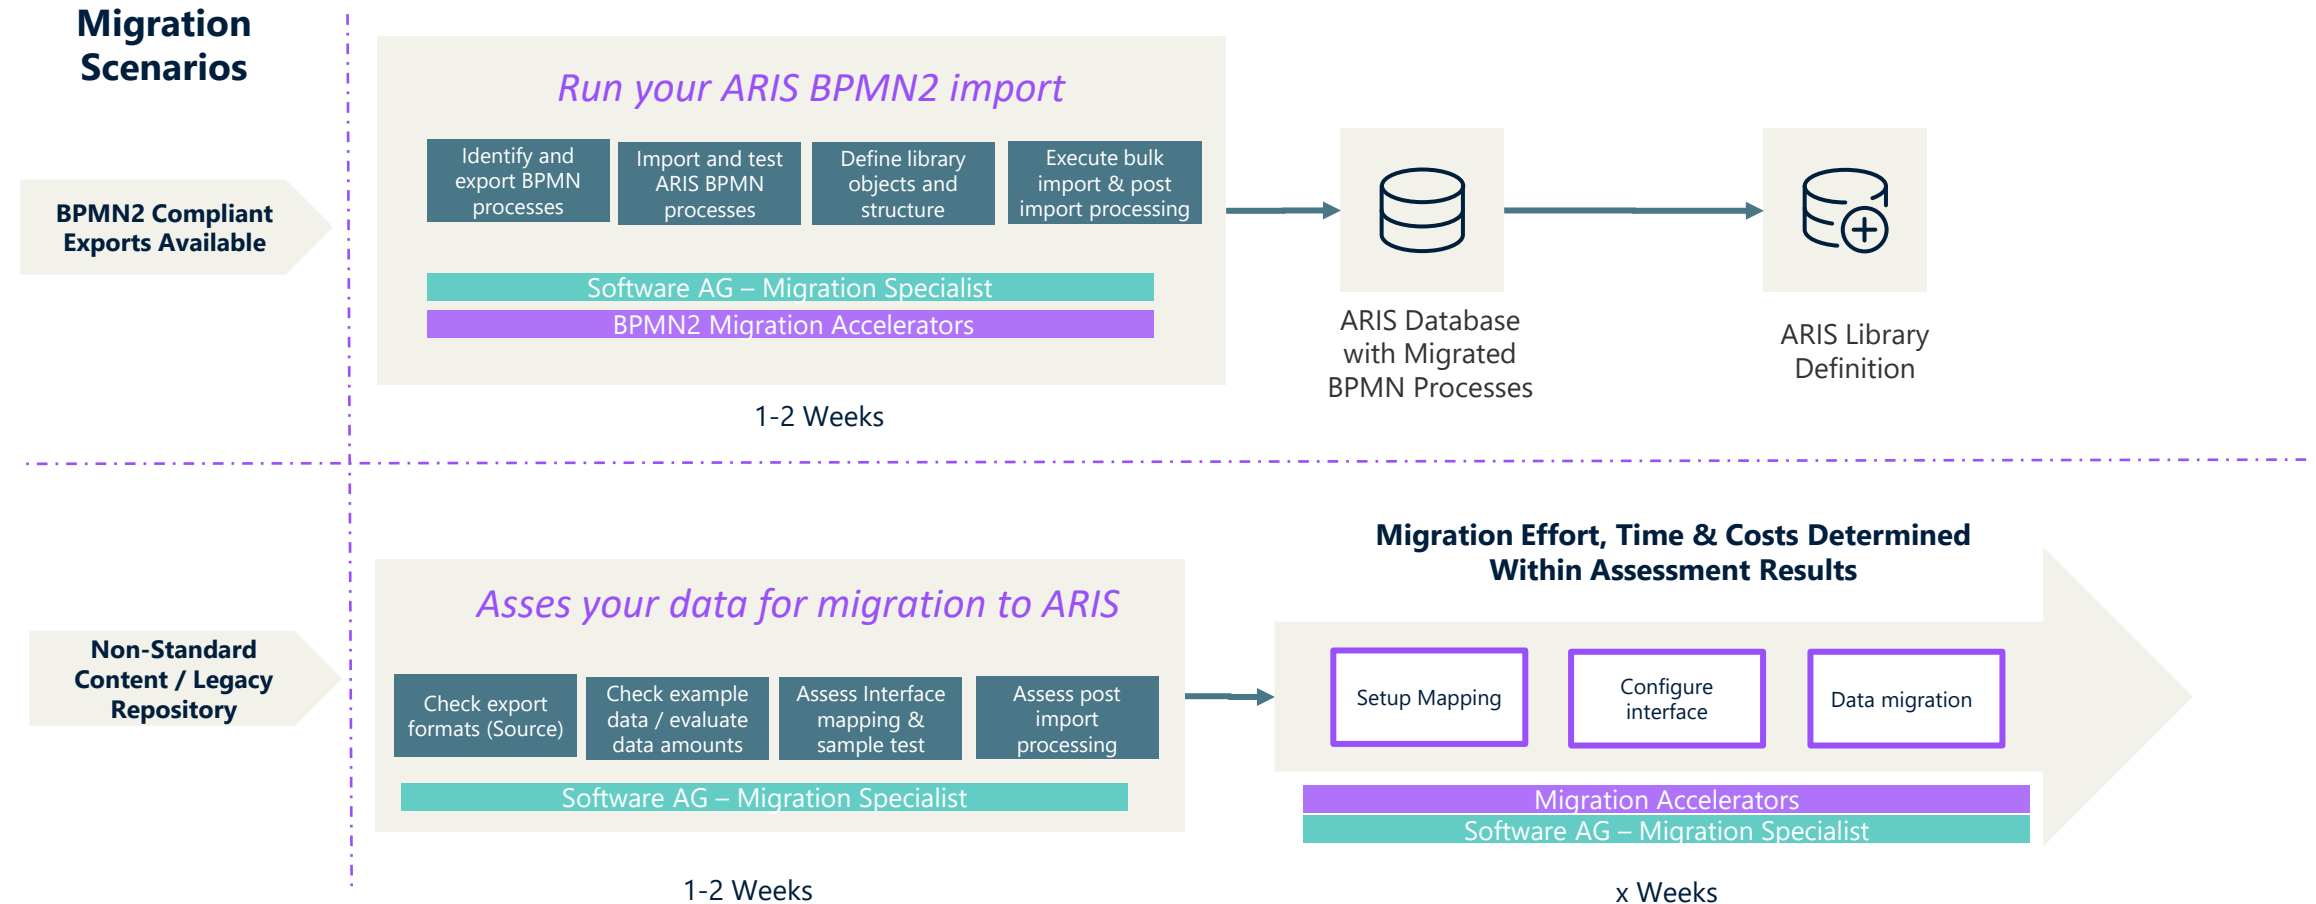 Migration
Scenarios
Run your ARIS BPMN2 import
Identify and
export BPMN
processes
Import and test
ARIS BPMN
processes
Define library
objects and
structure
Execute bulk
import & post
import processing
BPMN2 Compliant
Exports Available
Software AG – Migration Specialist
BPMN2 Migration Accelerators
ARIS Database
with Migrated
BPMN Processes
ARIS Library
Definition
1-2 Weeks
Migration Effort, Time & Costs Determined
Within Assessment Results
Asses your data for migration to ARIS
Non-Standard
Content / Legacy
Repository
Check export
formats (Source)
Check example
data / evaluate
data amounts
Assess Interface
mapping &
sample test
Assess post
import
processing
Setup Mapping
Configure
interface
Data migration
Software AG – Migration Specialist
Migration Accelerators
Software AG – Migration Specialist
1-2 Weeks
x Weeks